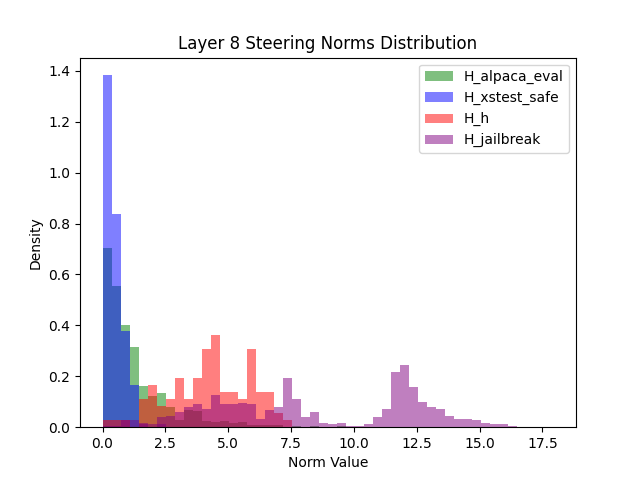 Layer 8 Steering Norms Distribution
H_alpaca_eval
H_xstest_safe
H_h
H_jailbreak
Density
1.4
1.2
1.0
0.8
0.6
0.4
0.2
0.0
0.0 2.5 5.0 7.5 10.0 12.5 15.0 17.5
Norm Value